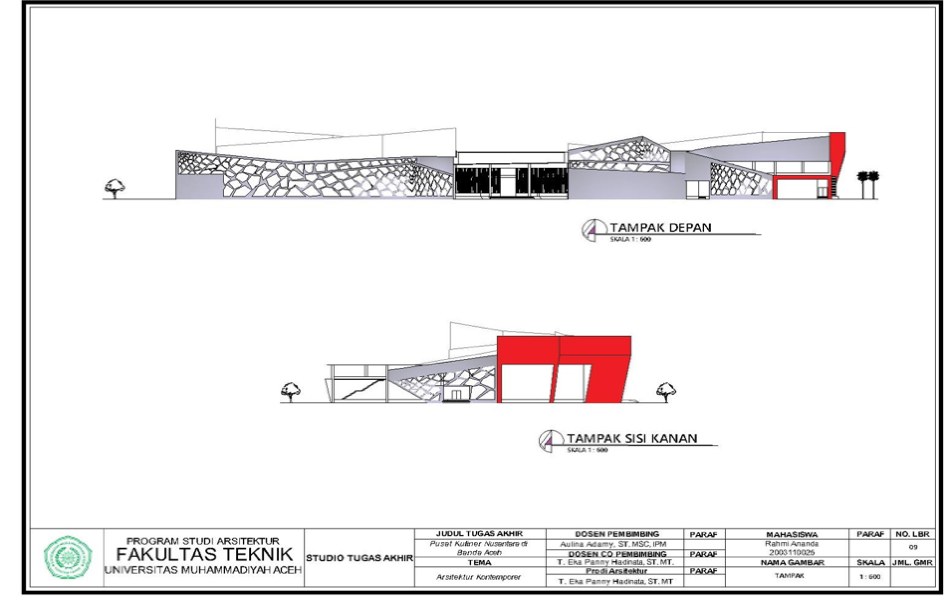 TAMPAK DEPAN
SKALA 1 : 500
TAMPAK SISI KANAN
SKALA 1 : 500
PROGRAM STUDI ARSITEKTUR
FAKULTAS TEKNIK
UNIVERSITAS MUHAMMADIYAH ACEH
STUDIO TUGAS AKHIR
JUDUL TUGAS AKHIR
Pusat Kuliner Nusantara di
Banda Aceh
TEMA
Arsitektur Kontemporer
DOSEN PEMBIMBING
Aulina Adamy, ST. MSC, IPM
DOSEN CO PEMBIMBING
T. Eka Panny Hadinata, ST. MT.
Prodi Arsitektur
T. Eka Panny Hadinata, ST. MT
PARAF
PARAF
PARAF
MAHASISWA
Rahmi Ananda
2003110025
NAMA GAMBAR
TAMPAK
PARAF
SKALA
1 : 500
NO. LBR
09
JML. GMR